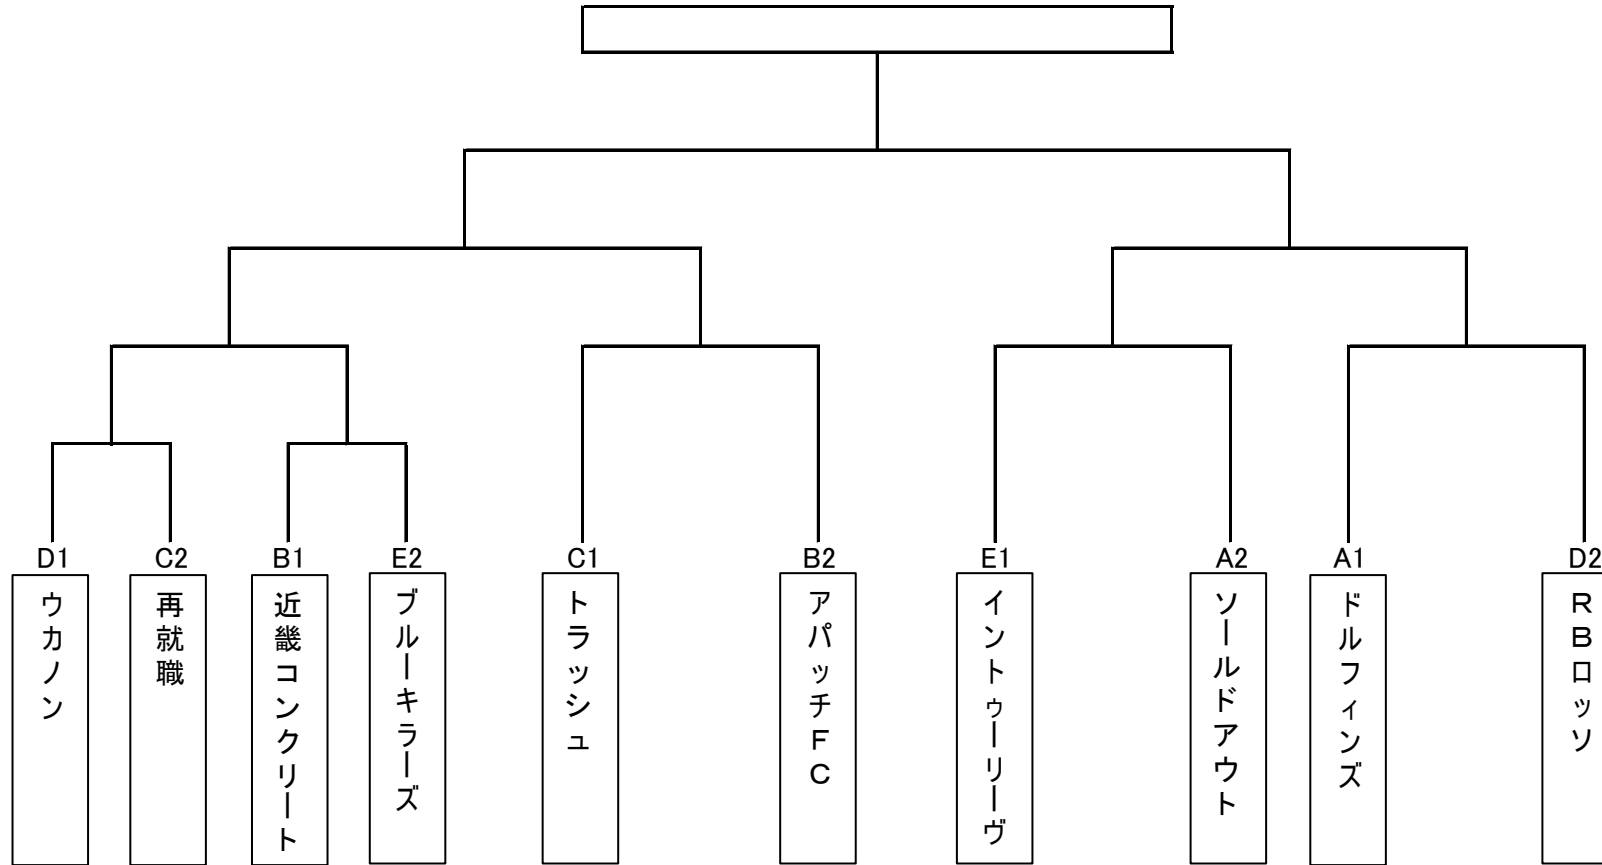 D1
C2
B1
E2
C1
B2
E1
A2
A1
D2
ウカノン
再就職
近畿コンクリート
ブルーキラーズ
トラッシュ
アパッチFC
イントゥーリーヴ
ソールドアウト
ドルフィンズ
RBロッソ